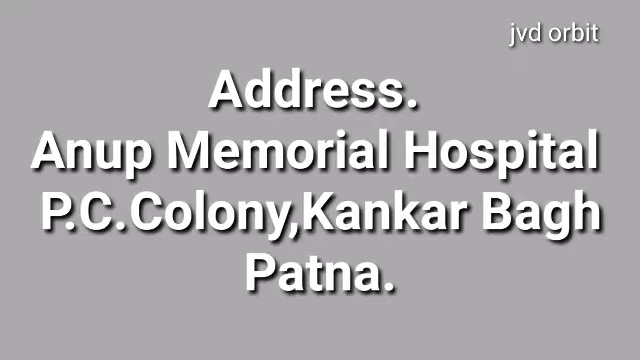 jvd orbit
Address.
Anup Memorial Hospital
P.C.Colony,Kankar Bagh
Patna.